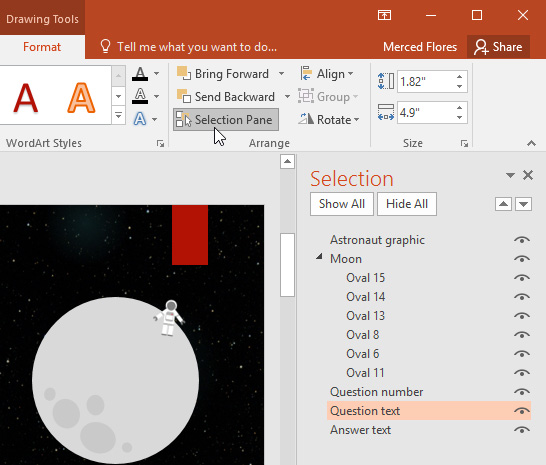 Drawing Tools
Format
Tell me what you want to do...
Merced Flores
Share
A A
A
A
A
WordArt Styles
Bring Forward
Send Backward
Selection Pane
Align
Group
Rotate
Arrange
1.82"
4.9"
Size
Selection
Show All
Hide All
Astronaut graphic
Moon
Oval 15
Oval 14
Oval 13
Oval 8
Oval 6
Oval 11
Question number
Question text
Answer text